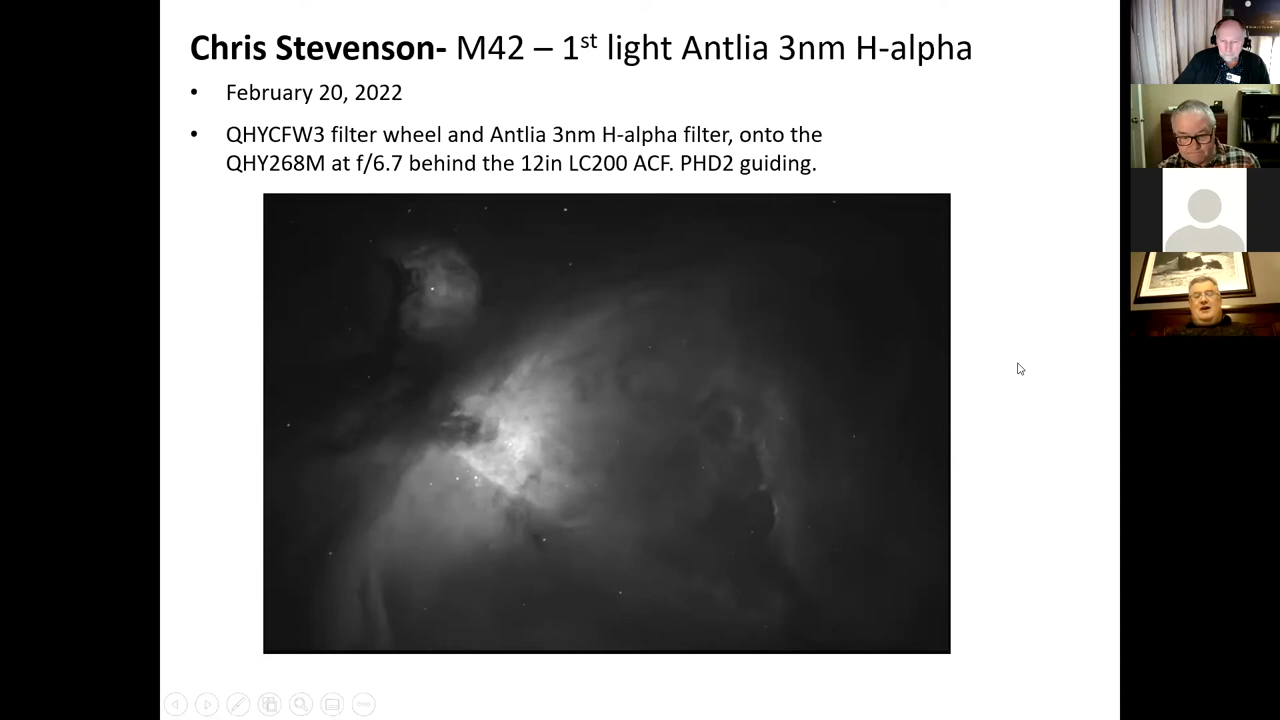 Chris Stevenson- M42 – 1st light Antlia 3nm H-alpha
• February 20, 2022
• QHYCFW3 filter wheel and Antlia 3nm H-alpha filter, onto the
QHY268M at f/6.7 behind the 12in LC200 ACF. PHD2 guiding.